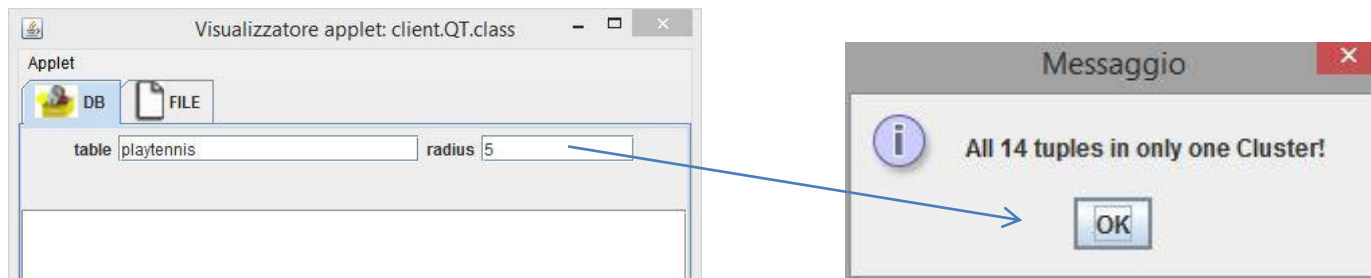 Visualizzatore applet: client.QT.class
Applet
DB FILE
table playtennis radius 5
Messaggio
All 14 tuples in only one Cluster!
OK